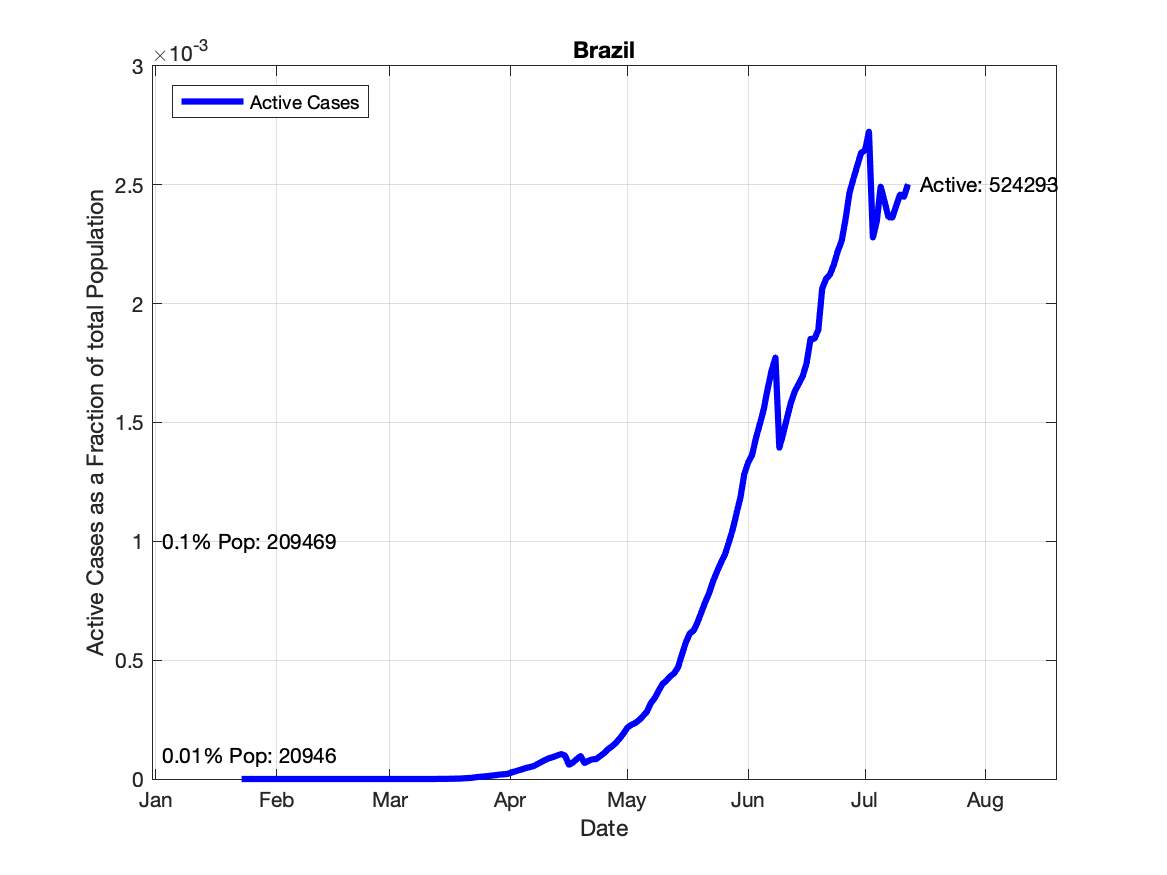 Brazil
×10-3
3
2.5
2
1.5
1
0.5
0
Active Cases
Active: 524293
0.1% Pop: 209469
0.01% Pop: 20946
Active Cases as a Fraction of total Population
Jan Feb Mar Apr May Jun Jul Aug
Date